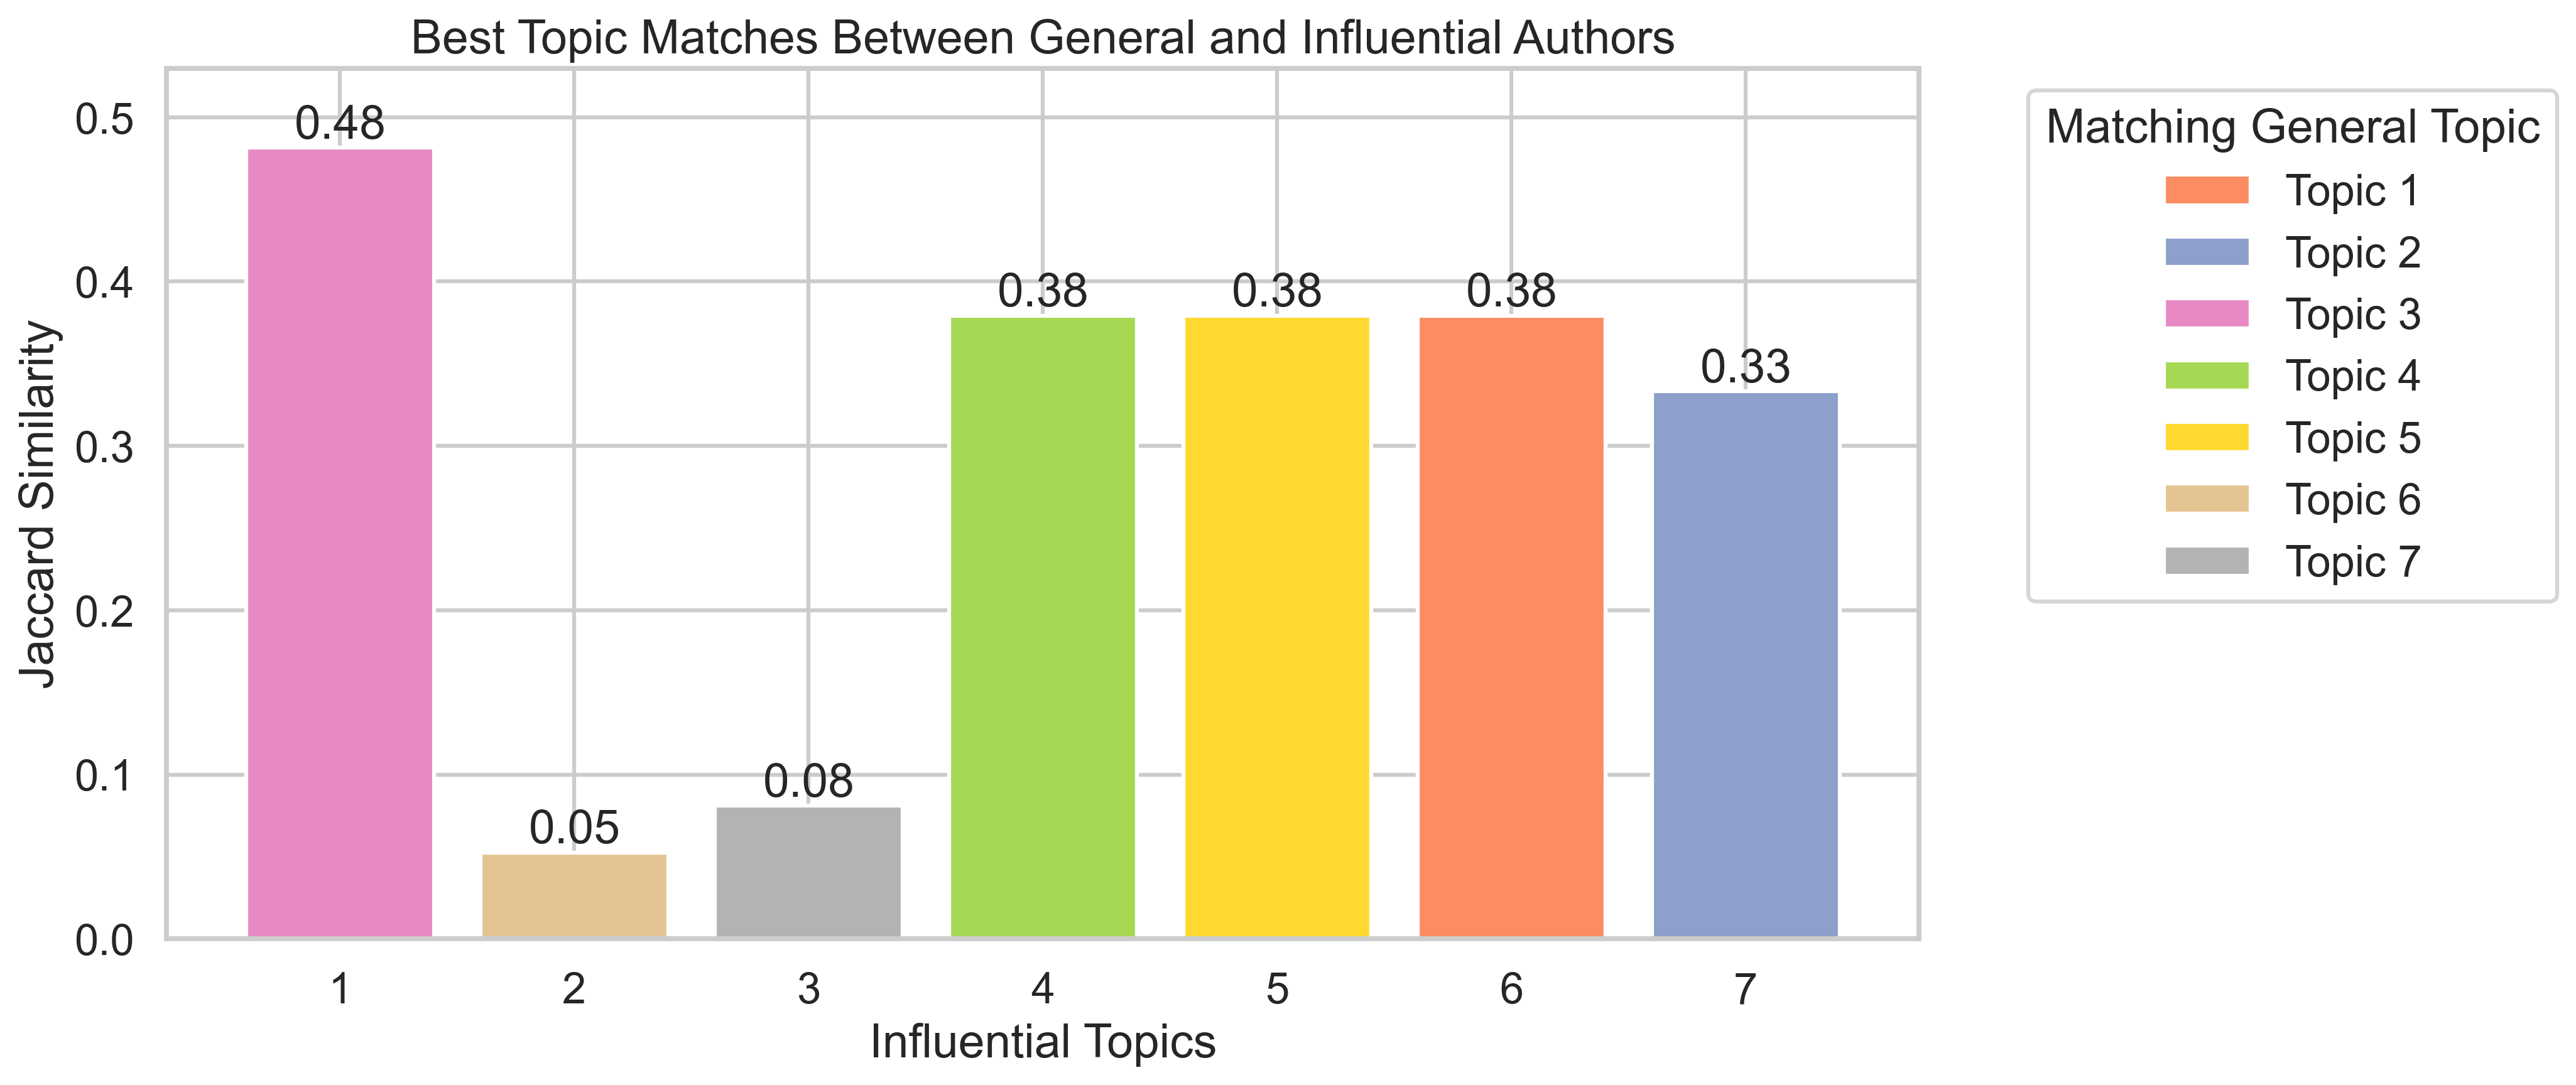 Best Topic Matches Between General and Influential Authors
Jaccard Similarity
0.5
0.4
0.3
0.2
0.1
0.0
0.48
0.05
0.08
0.38
0.38
0.38
0.33
1
2
3
4
5
6
7
Influential Topics
Matching General Topic
Topic 1
Topic 2
Topic 3
Topic 4
Topic 5
Topic 6
Topic 7